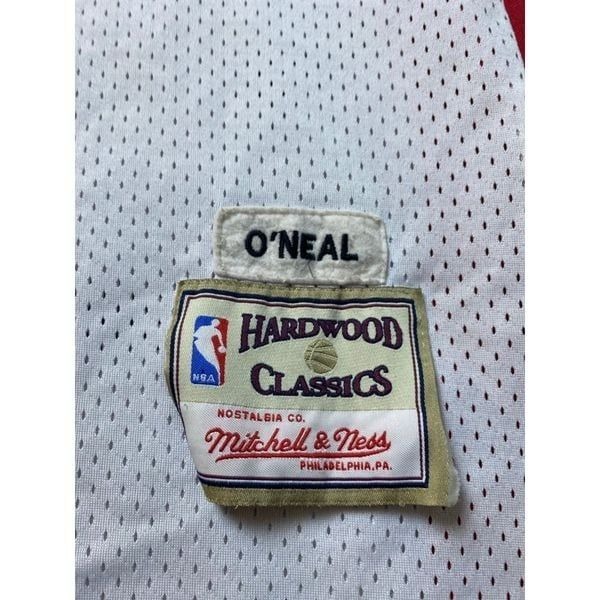 O'NEAL
HARDWOOD
CLASSICS
NBA
NOSTALGIA CO.
Mitchell & Ness
PHILADELPHIA, PA.